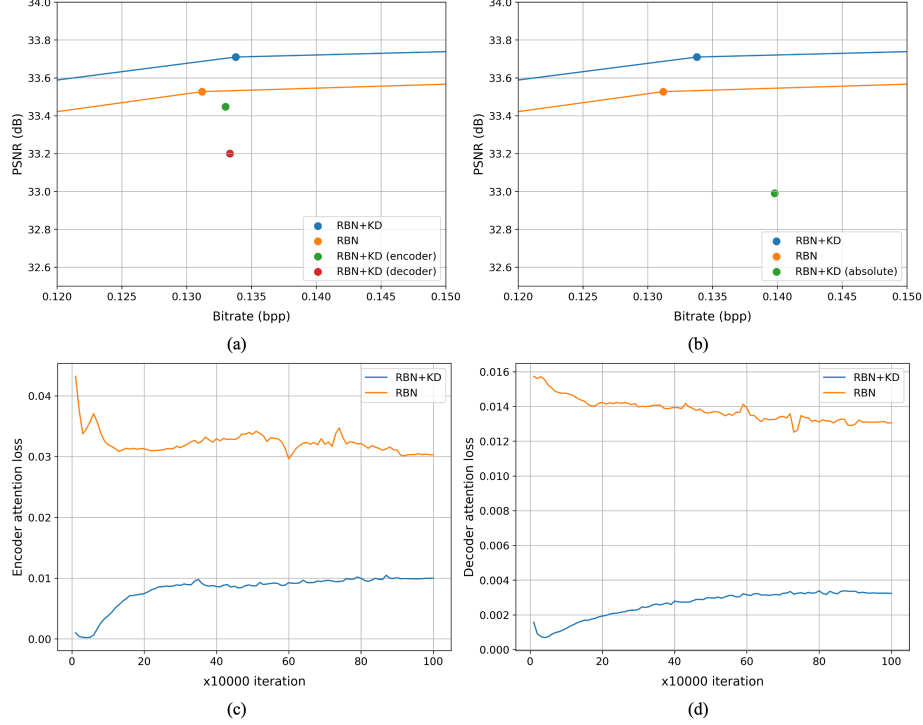 34.0
33.8
33.6
33.4
33.2
33.0
32.8
32.6
PSNR (dB)
0.120
0.125
0.130
0.135
0.140
0.145
0.150
Bitrate (bpp)
RBN+KD
RBN
RBN+KD (encoder)
RBN+KD (decoder)
(a)
34.0
33.8
33.6
33.4
33.2
33.0
32.8
32.6
PSNR (dB)
0.120
0.125
0.130
0.135
0.140
0.145
0.150
Bitrate (bpp)
RBN+KD
RBN
RBN+KD (absolute)
(b)
0.04
0.03
0.02
0.01
0.00
Encoder attention loss
0
20
40
60
80
100
x10000 iteration
RBN+KD
RBN
(c)
0.016
0.014
0.012
0.010
0.008
0.006
0.004
0.002
0.000
Decoder attention loss
0
20
40
60
80
100
x10000 iteration
RBN+KD
RBN
(d)